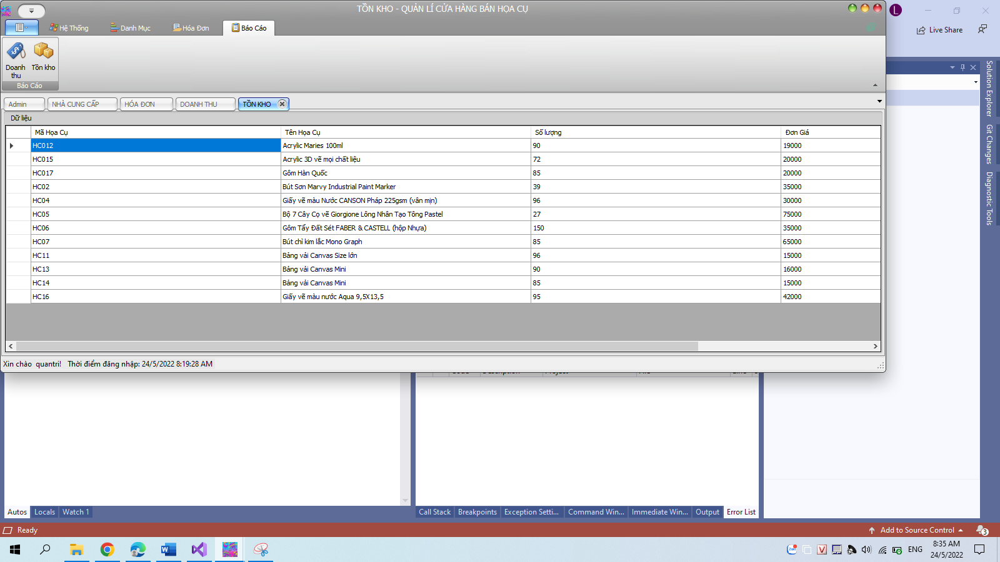 TỒN KHO - QUẢN LÍ CỬA HÀNG BÁN HỌA CỤ
L
Hệ Thống
Danh Mục
Hóa Đơn
Báo Cáo
Live Share
Doanh thu
Tồn kho
Báo Cáo
Admin
NHÀ CUNG CẤP
HÓA ĐƠN
DOANH THU
TỒN KHO
Dữ liệu
Mã Họa Cụ Tên Họa Cụ Số lượng Đơn Giá
HC012 Acrylic Maries 100ml 90 19000
HC015 Acrylic 3D vẽ mọi chất liệu 72 20000
HC017 Gôm Hàn Quốc 85 20000
HC02 Bút Sơn Marvy Industrial Paint Marker 39 35000
HC04 Giấy vẽ màu Nước CANSON Pháp 225gsm (vân mịn) 96 30000
HC05 Bộ 7 Cây Cọ vẽ Giorgione Lông Nhân Tạo Tông Pastel 27 75000
HC06 Gôm Tẩy Đất Sét FABER & CASTELL (hộp Nhựa) 150 35000
HC07 Bút chì kim lắc Mono Graph 85 65000
HC11 Bảng vải Canvas Size lớn 96 15000
HC13 Bảng vải Canvas Mini 90 16000
HC14 Bảng vải Canvas Mini 85 15000
HC16 Giấy vẽ màu nước Aqua 9,5X13,5 95 42000
Xin chào quantri! Thời điểm đăng nhập: 24/5/2022 8:19:28 AM
Solution Explorer
Git Changes
Diagnostic Tools
Autos
Locals
Watch 1
Call Stack
Breakpoints
Exception Setti...
Command Win...
Immediate Win...
Output
Error List
Ready
Add to Source Control
3
Zalo
V
ENG
8:35 AM
24/5/2022